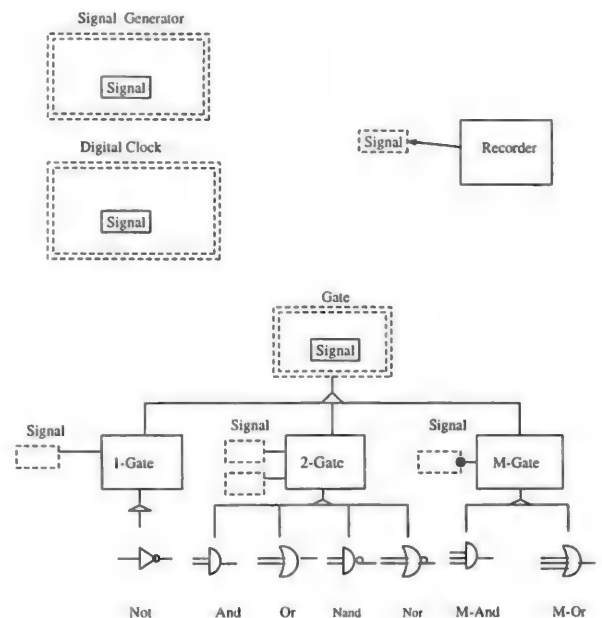 Signal Generator
Signal
Digital Clock
Signal
Signal
Recorder
Gate
Signal
Signal
1-Gate
Signal
2-Gate
Signal
M-Gate
Not And Or Nand Nor M-And M-Or